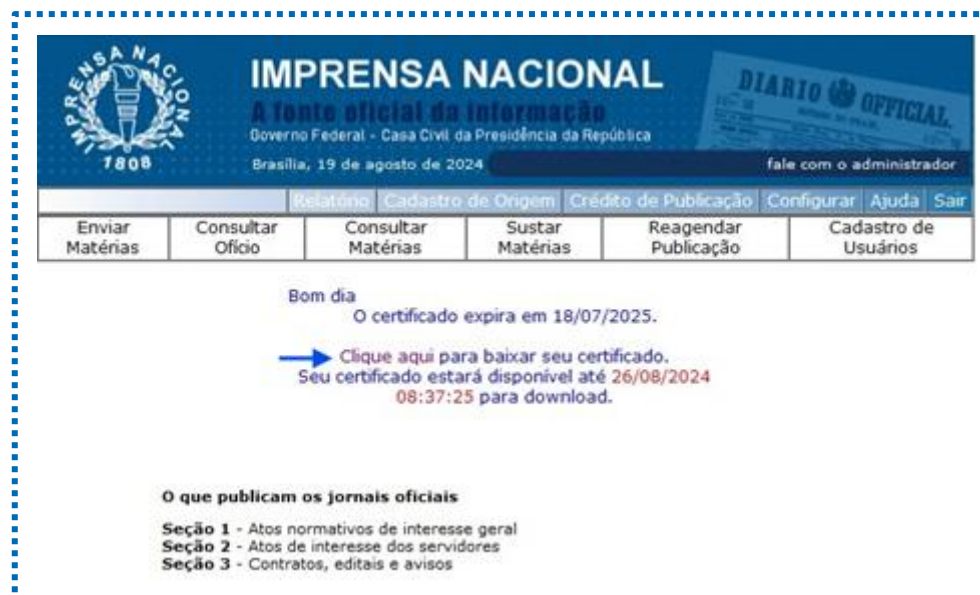 IMPRENSA NACIONAL
1808
IMPRENSA NACIONAL
A fonte oficial da informação
Governo Federal - Casa Civil da Presidência da República
DIARIO OFFICIAL
Brasília, 19 de agosto de 2024
fale com o administrador
Relatório Cadastro de Origem Crédito de Publicação Configurar Ajuda Sair
Enviar Matérias
Consultar Ofício
Consultar Matérias
Sustar Matérias
Reagendar Publicação
Cadastro de Usuários
Bom dia
O certificado expira em 18/07/2025.
Clique aqui para baixar seu certificado.
Seu certificado estará disponível até 26/08/2024
08:37:25 para download.
O que publicam os jornais oficiais
Seção 1 - Atos normativos de interesse geral
Seção 2 - Atos de interesse dos servidores
Seção 3 - Contratos, editais e avisos